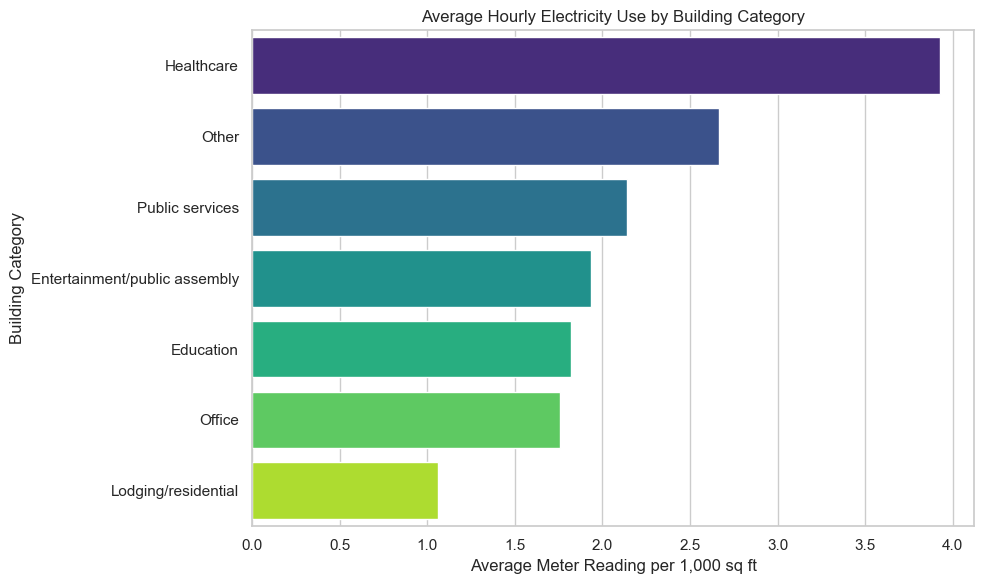 Average Hourly Electricity Use by Building Category
Building Category
Healthcare
Other
Public services
Entertainment/public assembly
Education
Office
Lodging/residential
0.0 0.5 1.0 1.5 2.0 2.5 3.0 3.5 4.0
Average Meter Reading per 1,000 sq ft